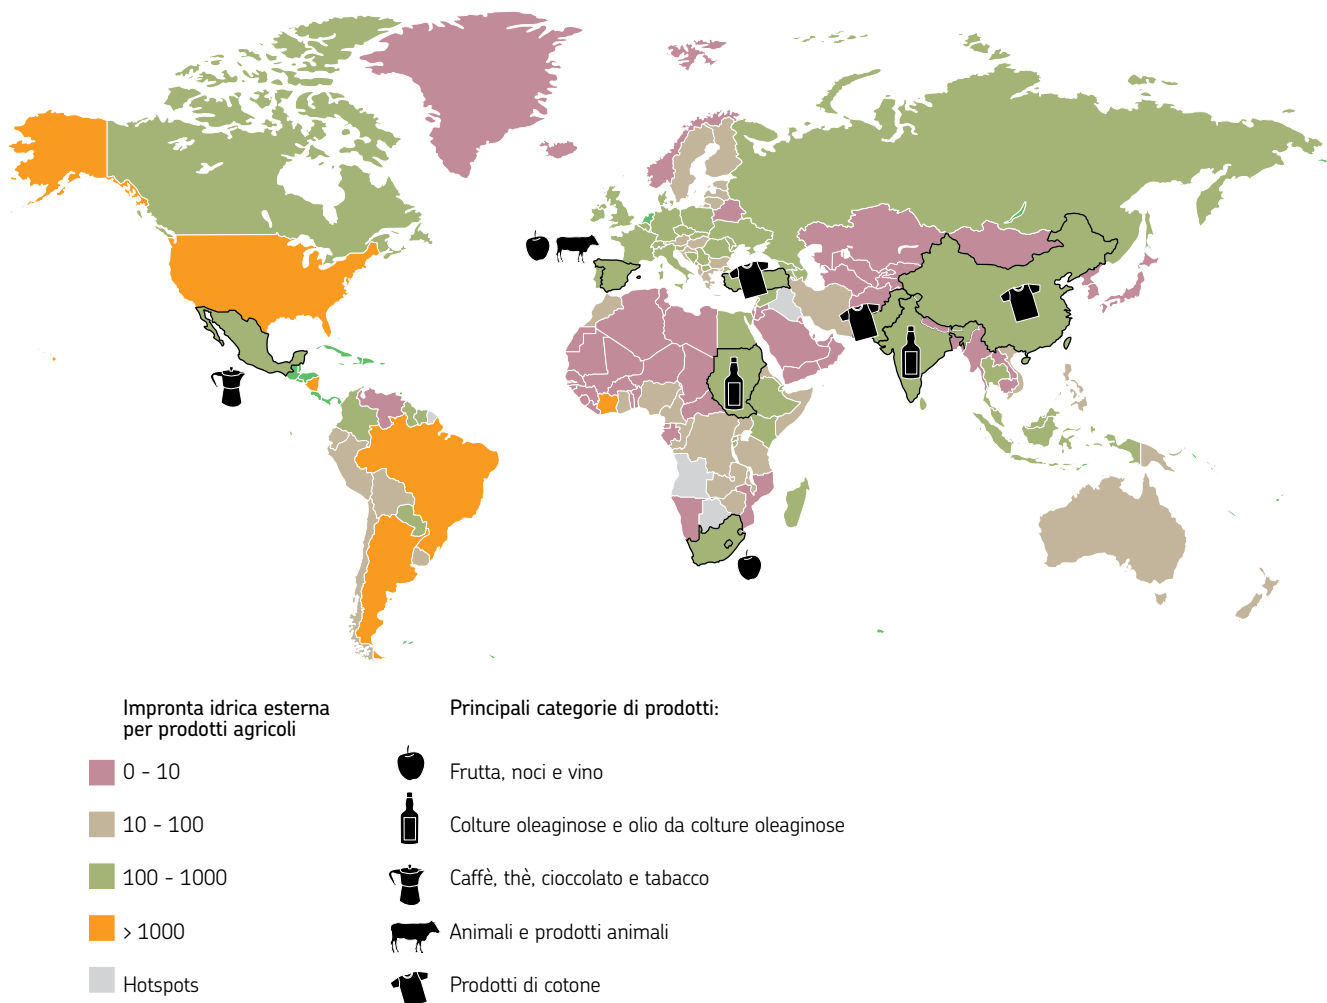 Impronta idrica esterna
per prodotti agricoli
0 - 10
10 - 100
100 - 1000
> 1000
Hotspots
Principali categorie di prodotti:
Frutta, noci e vino
Colture oleaginose e olio da colture oleaginose
Caffè, thè, cioccolato e tabacco
Animali e prodotti animali
Prodotti di cotone